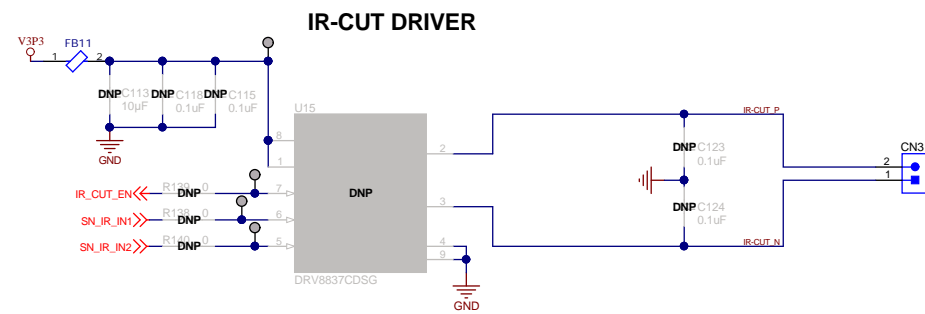 IR-CUT DRIVER
V3P3
FB11
1
2
DNP C113
10µF
DNP C118
0.1uF
DNP C115
0.1uF
GND
U15
8
1
7
6
5
2
3
4
9
DNP
DRV8837CDSG
IR_CUT_EN
R139 0
DNP
SN_IR_IN1
R138 0
DNP
SN_IR_IN2
R140 0
DNP
GND
IR-CUT_P
DNP C123
0.1uF
DNP C124
0.1uF
IR-CUT_N
CN3
2
1